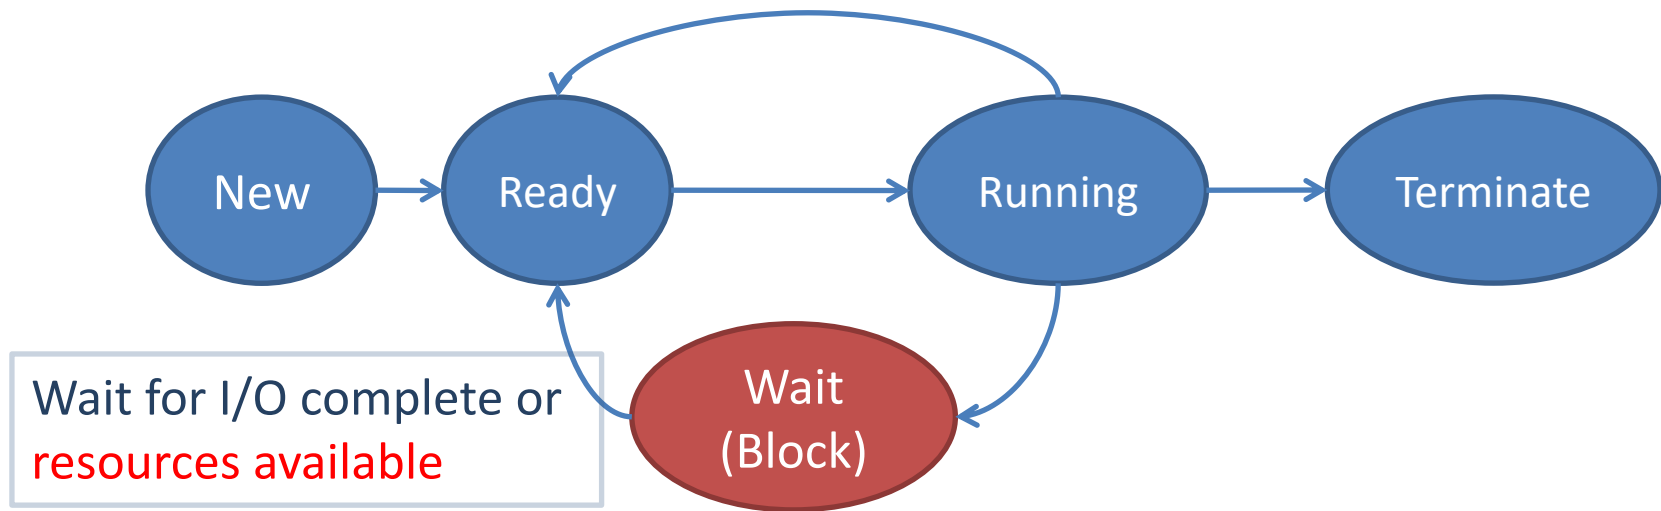 New
Ready
Running
Terminate
Wait
(Block)
Wait for I/O complete or
resources available